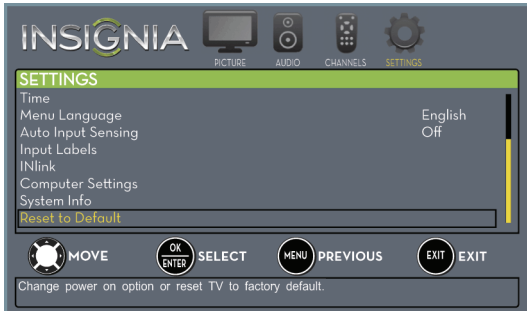 INSIGNIA
PICTURE AUDIO CHANNELS SETTINGS
SETTINGS
Time
Menu Language English
Auto Input Sensing Off
Input Labels
INlink
Computer Settings
System Info
Reset to Default
MOVE OK ENTER SELECT MENU PREVIOUS EXIT EXIT
Change power on option or reset TV to factory default.